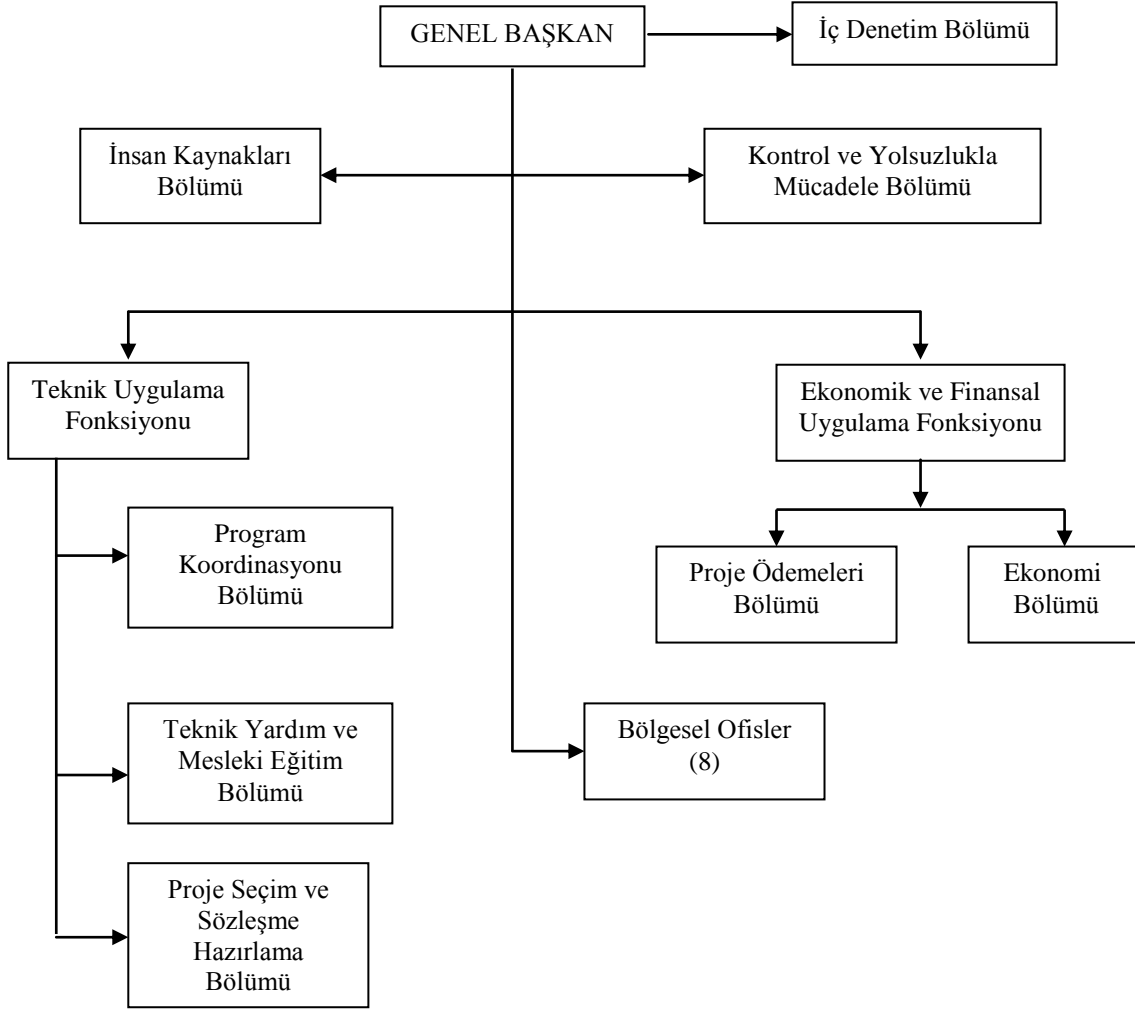 GENEL BAŞKAN
İç Denetim Bölümü
İnsan Kaynakları
Bölümü
Kontrol ve Yolsuzlukla
Mücadele Bölümü
Teknik Uygulama
Fonksiyonu
Ekonomik ve Finansal
Uygulama Fonksiyonu
Program
Koordinasyonu
Bölümü
Proje Ödemeleri
Bölümü
Ekonomi
Bölümü
Teknik Yardım ve
Mesleki Eğitim
Bölümü
Bölgesel Ofisler
(8)
Proje Seçim ve
Sözleşme
Hazırlama
Bölümü